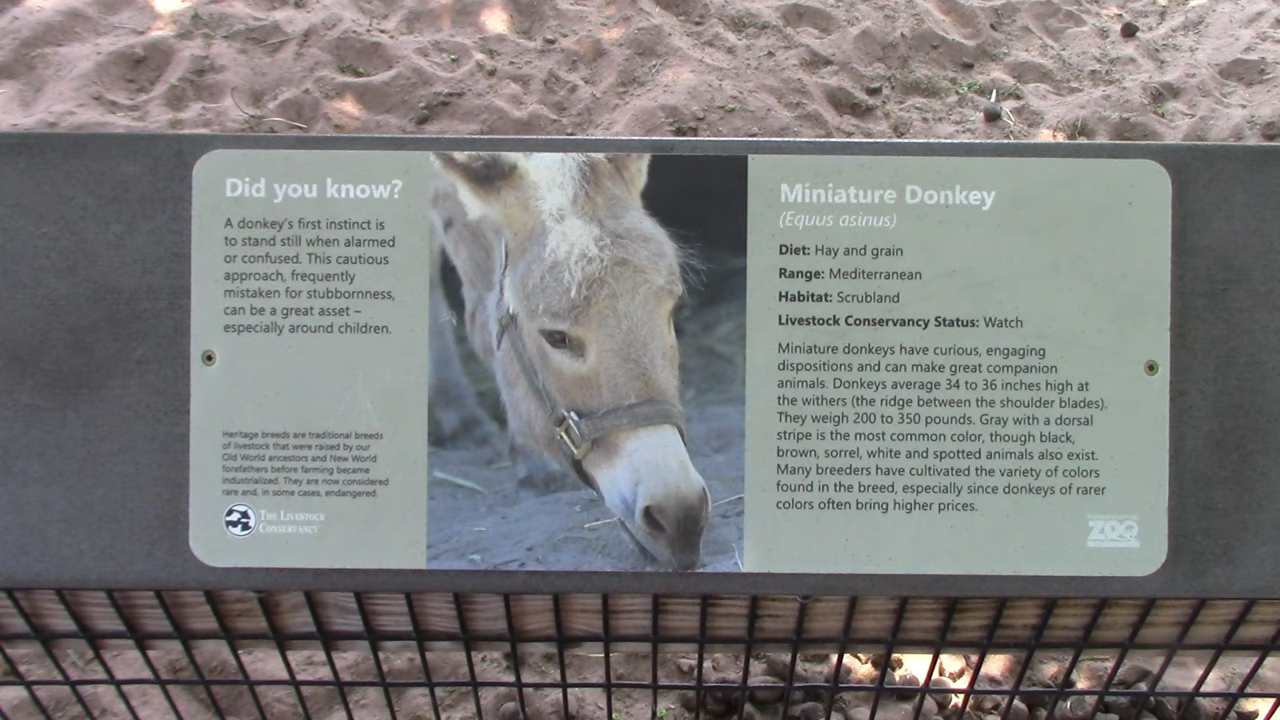 Did you know?
A donkey's first instinct is
to stand still when alarmed
or confused. This cautious
approach, frequently
mistaken for stubbornness,
can be a great asset –
especially around children.
Heritage breeds are traditional breeds
of livestock that were raised by our
Old World ancestors and New World
forefathers before farming became
industrialized. They are now considered
rare and, in some cases, endangered.
THE LIVESTOCK
CONSERVANCY
Miniature Donkey
(Equus asinus)
Diet: Hay and grain
Range: Mediterranean
Habitat: Scrubland
Livestock Conservancy Status: Watch
Miniature donkeys have curious, engaging
dispositions and can make great companion
animals. Donkeys average 34 to 36 inches high at
the withers (the ridge between the shoulder blades).
They weigh 200 to 350 pounds. Gray with a dorsal
stripe is the most common color, though black,
brown, sorrel, white and spotted animals also exist.
Many breeders have cultivated the variety of colors
found in the breed, especially since donkeys of rarer
colors often bring higher prices.
ZOO